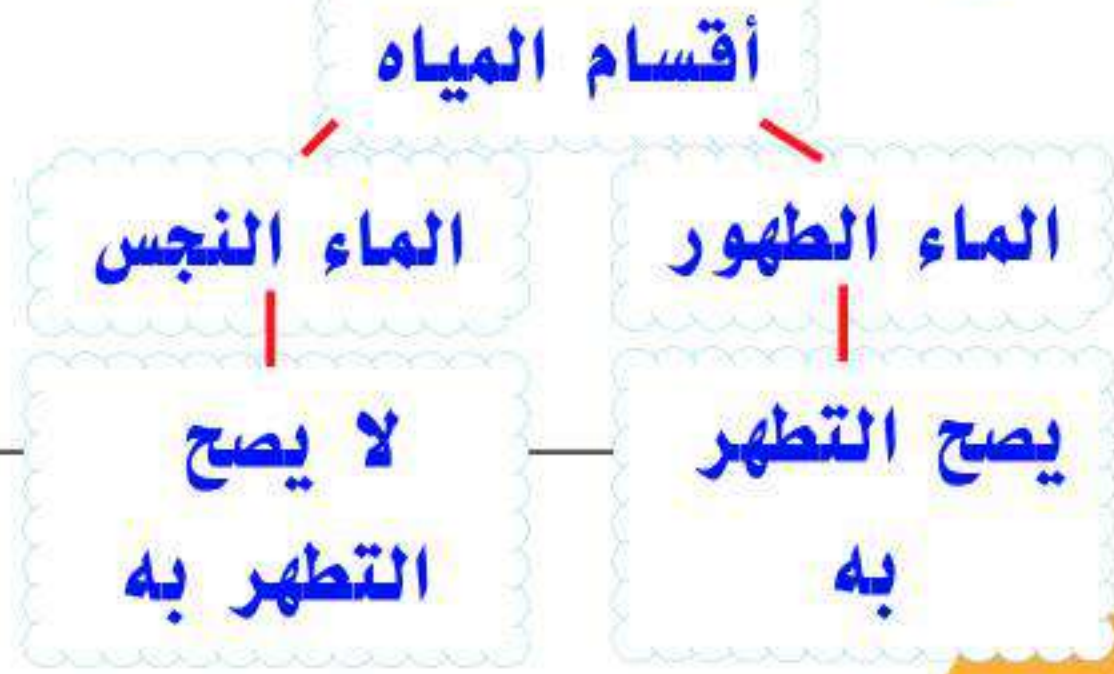 أقسام المياه
الماء الطهور
الماء النجس
يصح التطهر
به
لا يصح
التطهر به